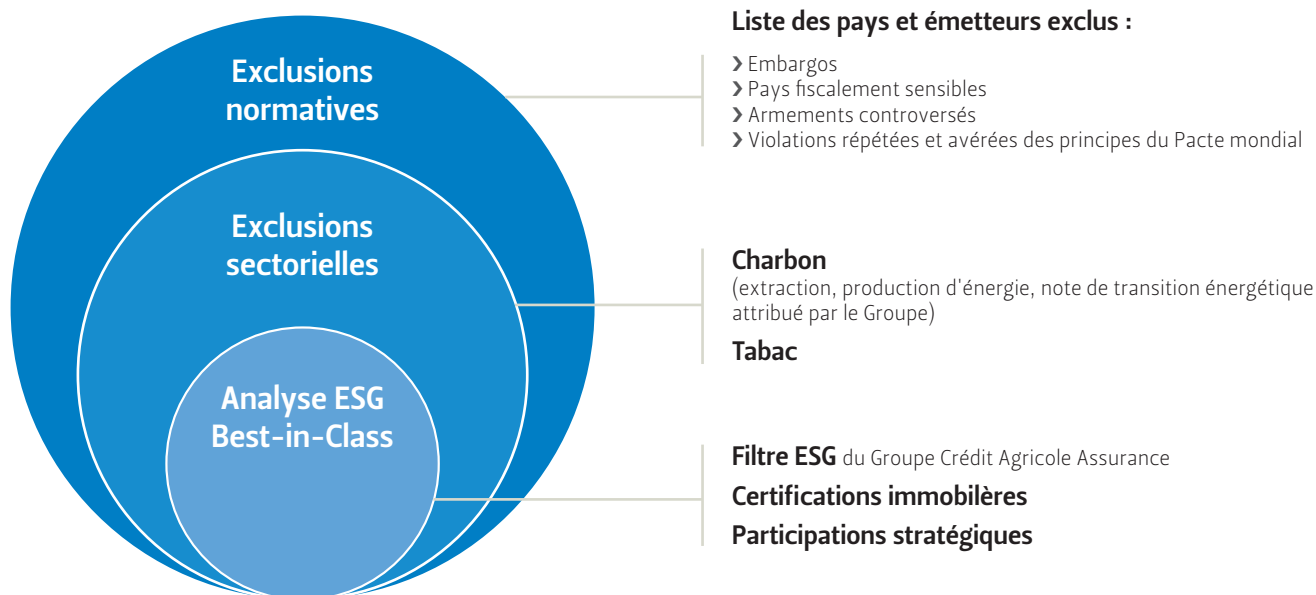 Exclusions
normatives
Liste des pays et émetteurs exclus :
❯ Embargos
❯ Pays fiscalement sensibles
❯ Armements controversés
❯ Violations répétées et avérées des principes du Pacte mondial
Exclusions
sectorielles
Charbon
(extraction, production d'énergie, note de transition énergétique
attribué par le Groupe)
Tabac
Analyse ESG
Best-in-Class
Filtre ESG du Groupe Crédit Agricole Assurance
Certifications immobilères
Participations stratégiques